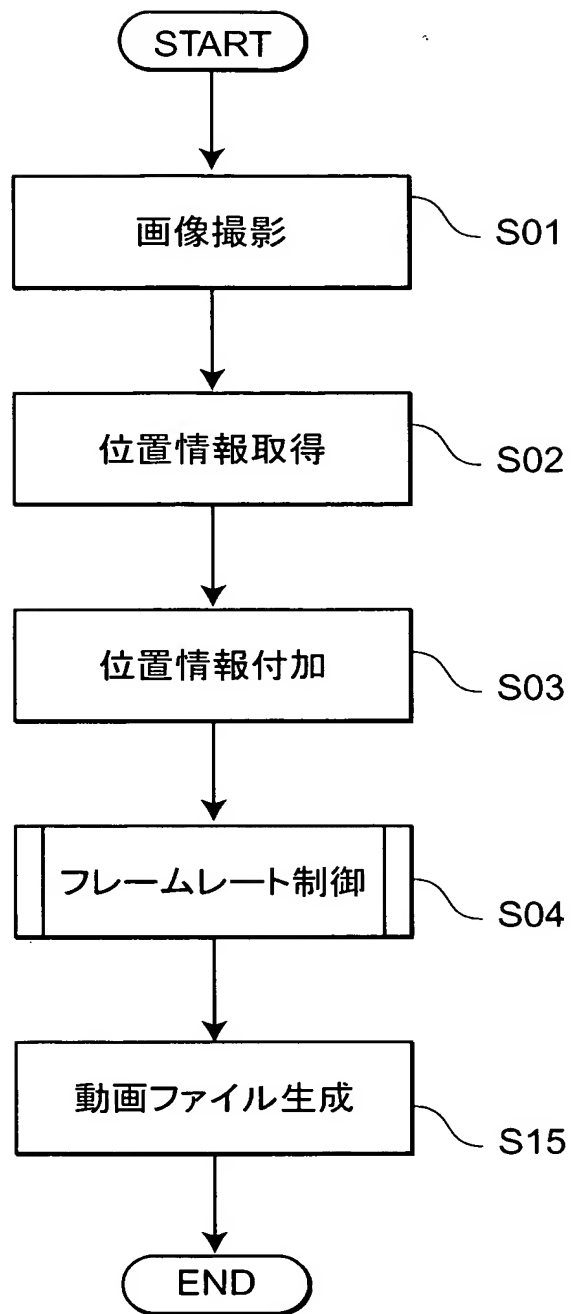 START
画像撮影
S01
位置情報取得
S02
位置情報付加
S03
フレームレート制御
S04
動画ファイル生成
S15
END